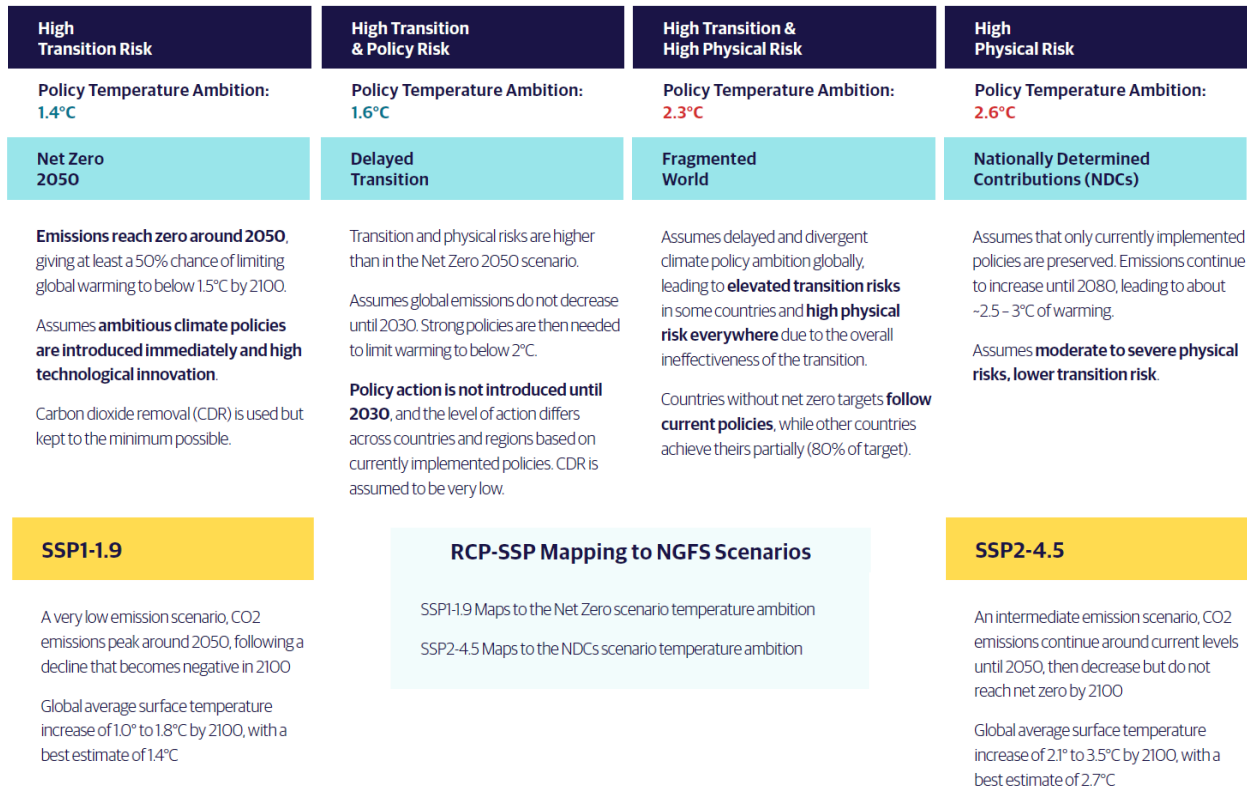 High
Transition Risk
Policy Temperature Ambition:
1.4°C
Net Zero
2050
Emissions reach zero around 2050,
giving at least a 50% chance of limiting
global warming to below 1.5°C by 2100.
Assumes ambitious climate policies
are introduced immediately and high
technological innovation.
Carbon dioxide removal (CDR) is used but
kept to the minimum possible.
High Transition
& Policy Risk
Policy Temperature Ambition:
1.6°C
Delayed
Transition
Transition and physical risks are higher
than in the Net Zero 2050 scenario.
Assumes global emissions do not decrease
until 2030. Strong policies are then needed
to limit warming to below 2°C.
Policy action is not introduced until
2030, and the level of action differs
across countries and regions based on
currently implemented policies. CDR is
assumed to be very low.
High Transition &
High Physical Risk
Policy Temperature Ambition:
2.3°C
Fragmented
World
Assumes delayed and divergent
climate policy ambition globally,
leading to elevated transition risks
in some countries and high physical
risk everywhere due to the overall
ineffectiveness of the transition.
Countries without net zero targets follow
current policies, while other countries
achieve theirs partially (80% of target).
High
Physical Risk
Policy Temperature Ambition:
2.6°C
Nationally Determined
Contributions (NDCs)
Assumes that only currently implemented
policies are preserved. Emissions continue
to increase until 2080, leading to about
~2.5 – 3°C of warming.
Assumes moderate to severe physical
risks, lower transition risk.
SSP1-1.9
A very low emission scenario, CO2
emissions peak around 2050, following a
decline that becomes negative in 2100
Global average surface temperature
increase of 1.0° to 1.8°C by 2100, with a
best estimate of 1.4°C
RCP-SSP Mapping to NGFS Scenarios
SSP1-1.9 Maps to the Net Zero scenario temperature ambition
SSP2-4.5 Maps to the NDCs scenario temperature ambition
SSP2-4.5
An intermediate emission scenario, CO2
emissions continue around current levels
until 2050, then decrease but do not
reach net zero by 2100
Global average surface temperature
increase of 2.1° to 3.5°C by 2100, with a
best estimate of 2.7°C